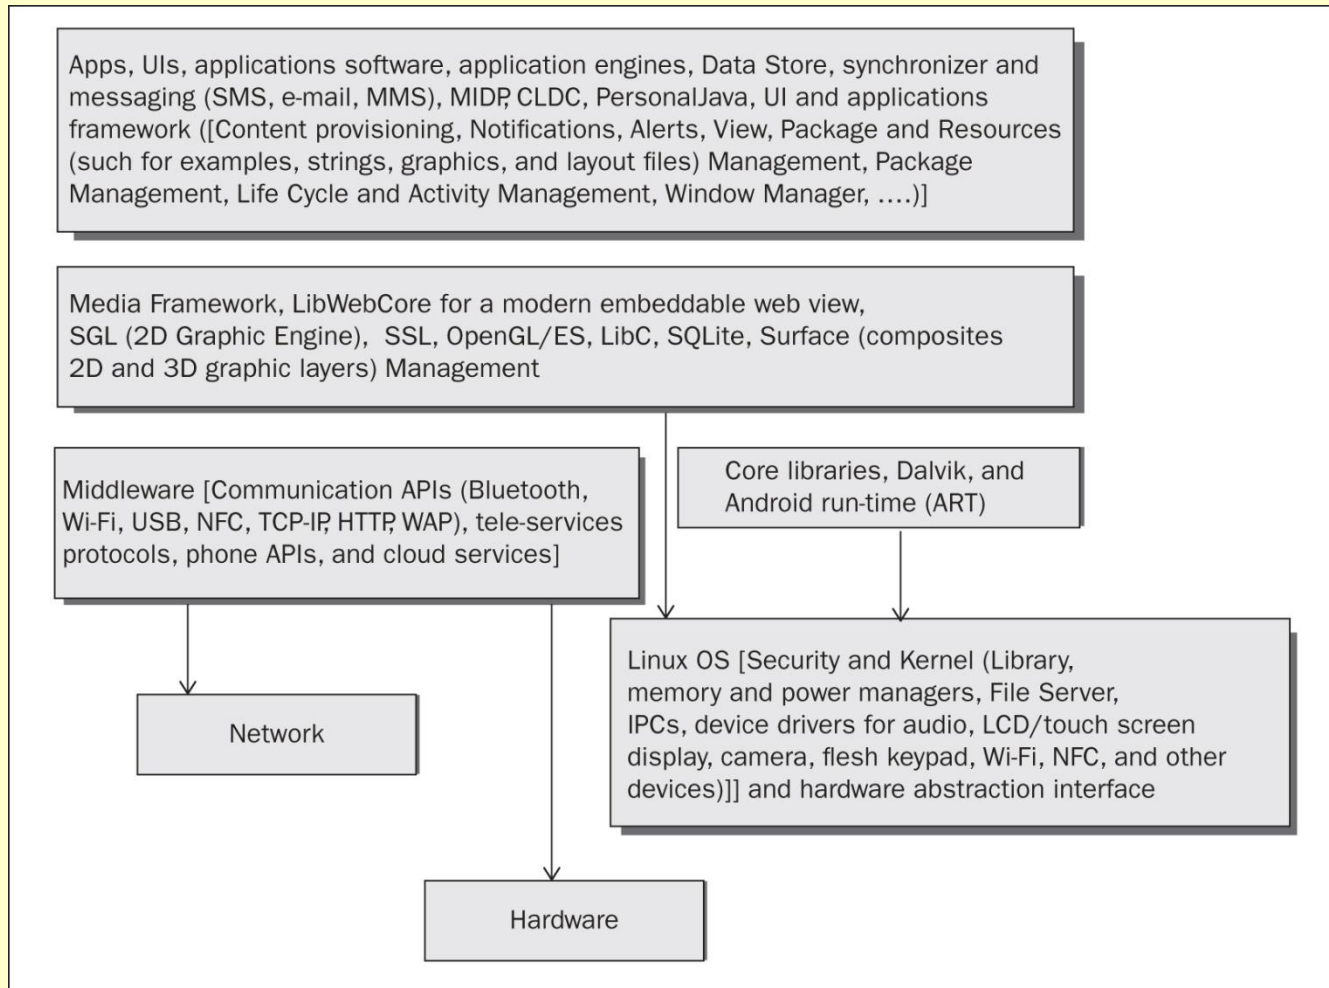 Apps, UIs, applications software, application engines, Data Store, synchronizer and
messaging (SMS, e-mail, MMS), MIDP, CLDC, PersonalJava, UI and applications
framework ([Content provisioning, Notifications, Alerts, View, Package and Resources
(such for examples, strings, graphics, and layout files) Management, Package
Management, Life Cycle and Activity Management, Window Manager, ....)]
Media Framework, LibWebCore for a modern embeddable web view,
SGL (2D Graphic Engine), SSL, OpenGL/ES, LibC, SQLite, Surface (composites
2D and 3D graphic layers) Management
Middleware [Communication APIs (Bluetooth,
Wi-Fi, USB, NFC, TCP-IP, HTTP, WAP), tele-services
protocols, phone APIs, and cloud services]
Core libraries, Dalvik, and
Android run-time (ART)
Network
Linux OS [Security and Kernel (Library,
memory and power managers, File Server,
IPCs, device drivers for audio, LCD/touch screen
display, camera, flesh keypad, Wi-Fi, NFC, and other
devices)]] and hardware abstraction interface
Hardware